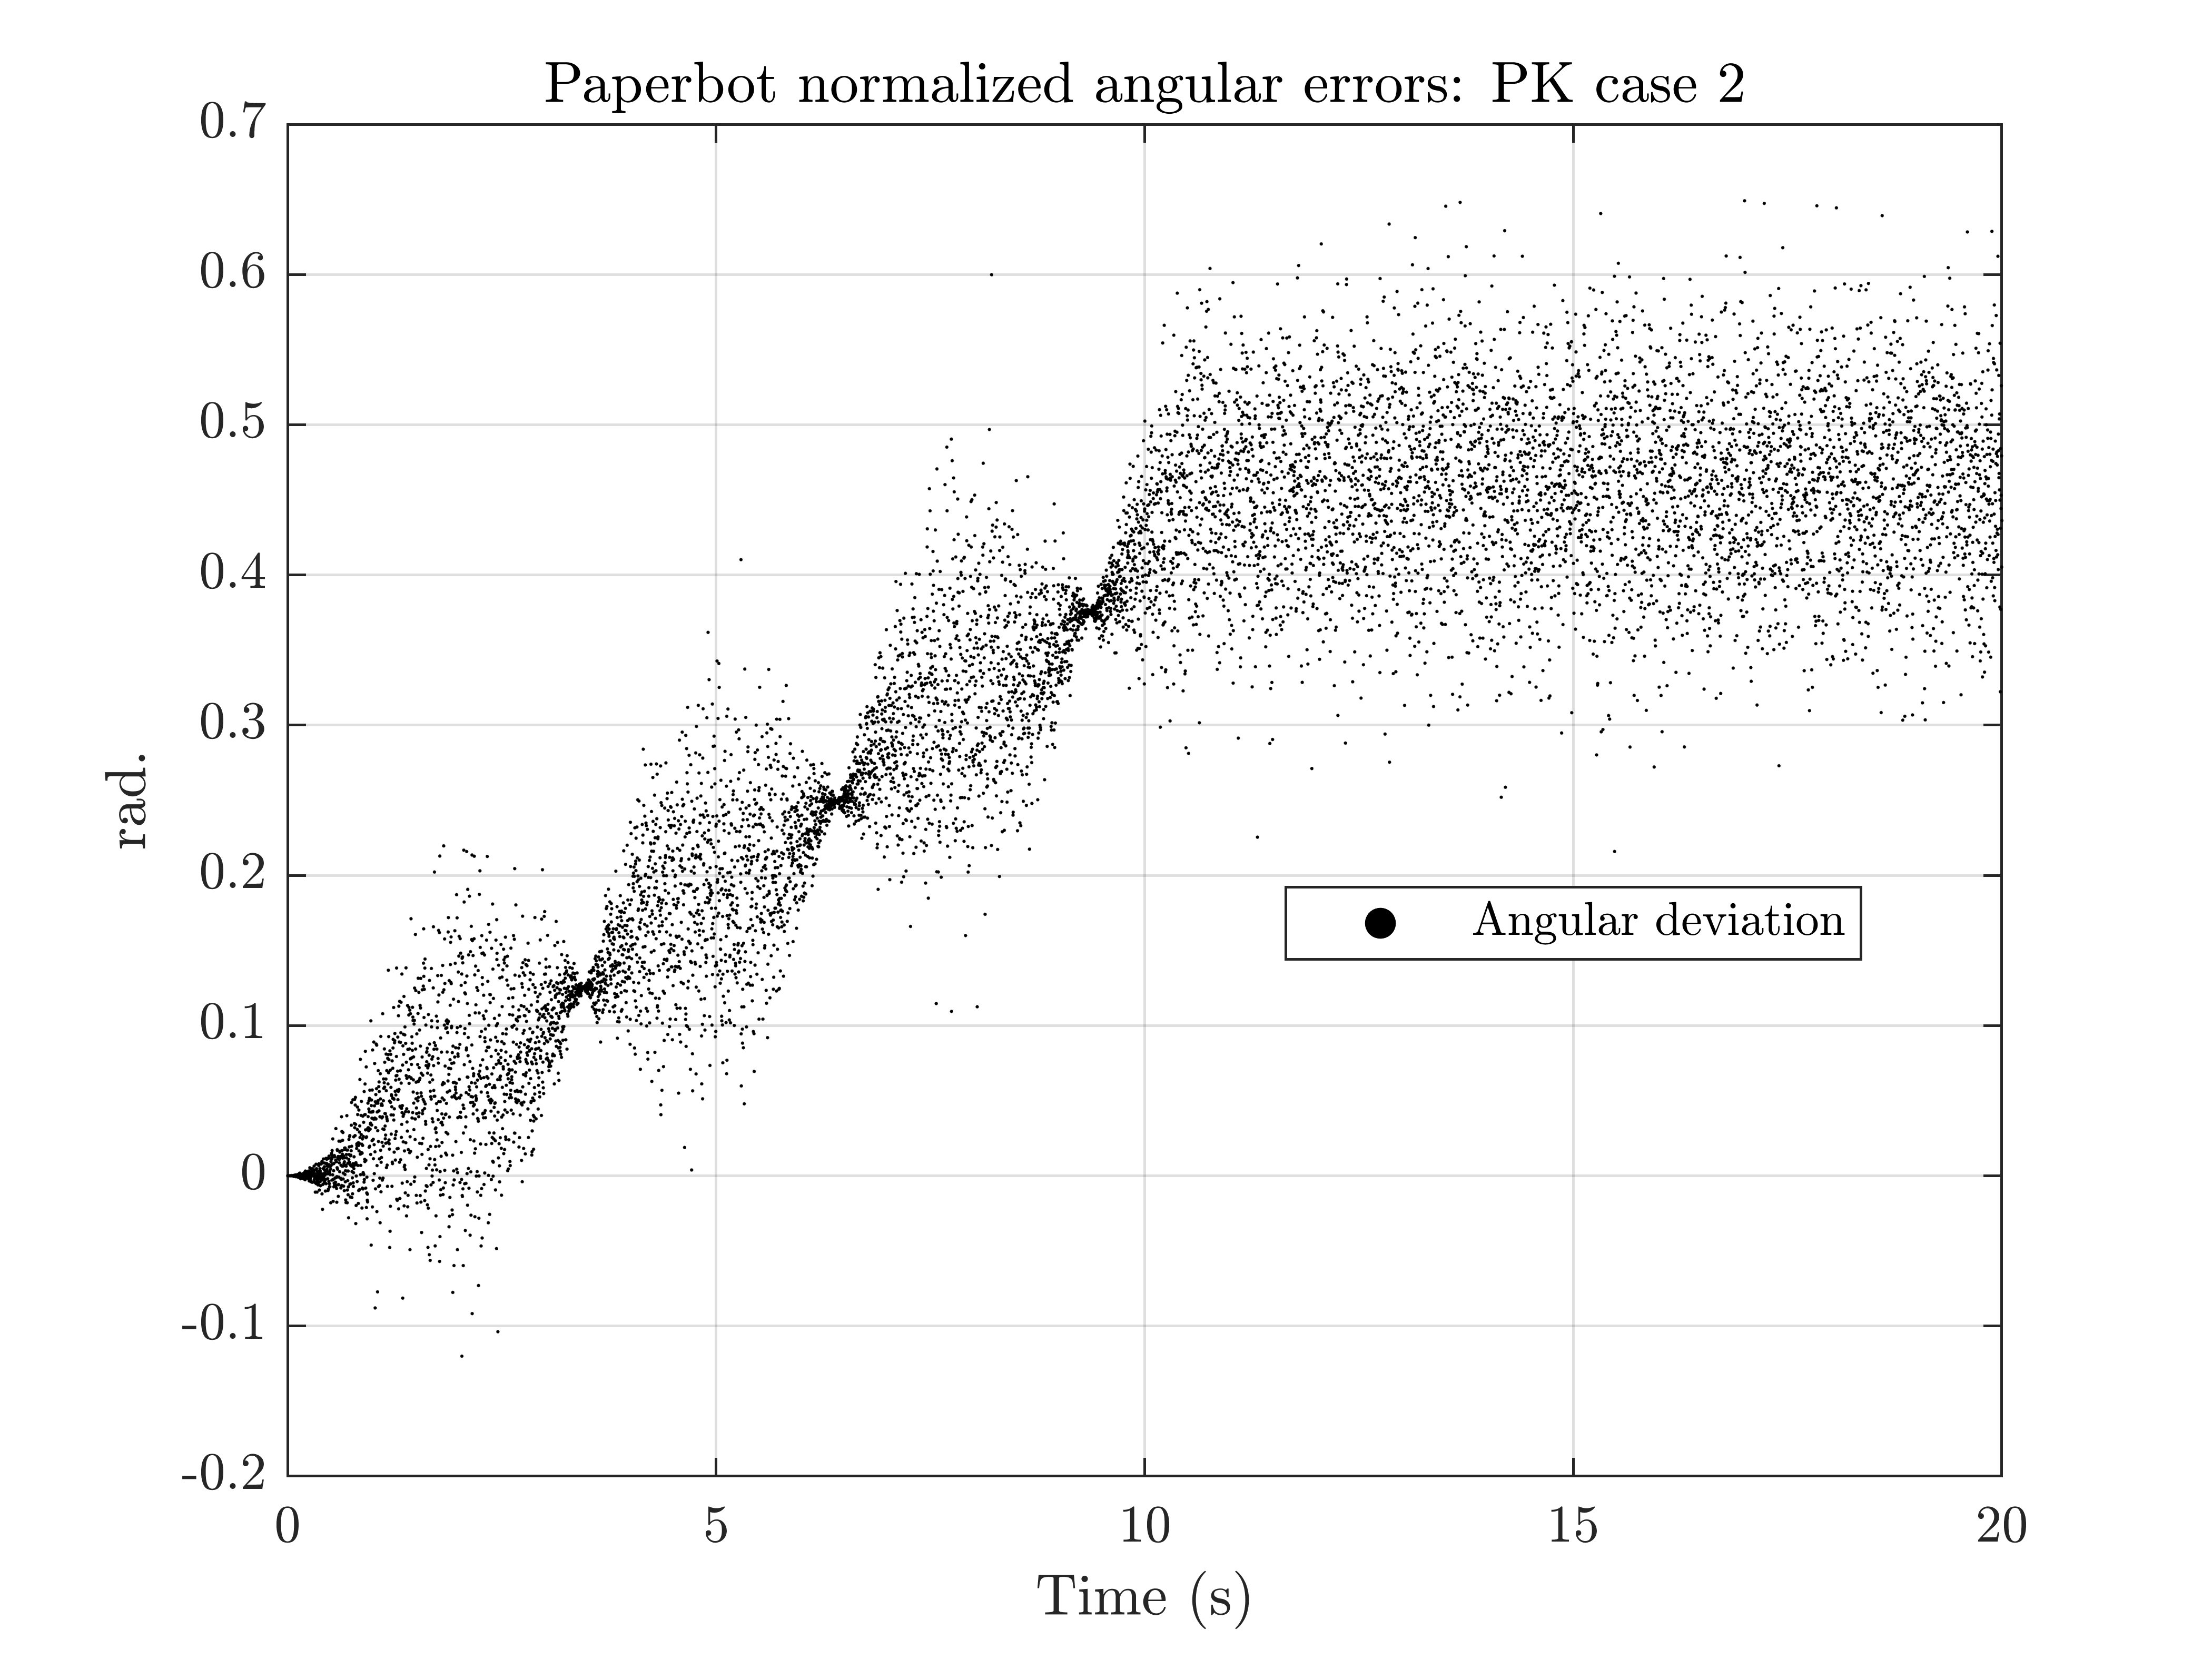 Paperbot normalized angular errors: PK case 2
0.7
0.6
0.5
0.4
0.3
0.2
0.1
0
-0.1
-0.2
rad.
Angular deviation
0 5 10 15 20
Time (s)